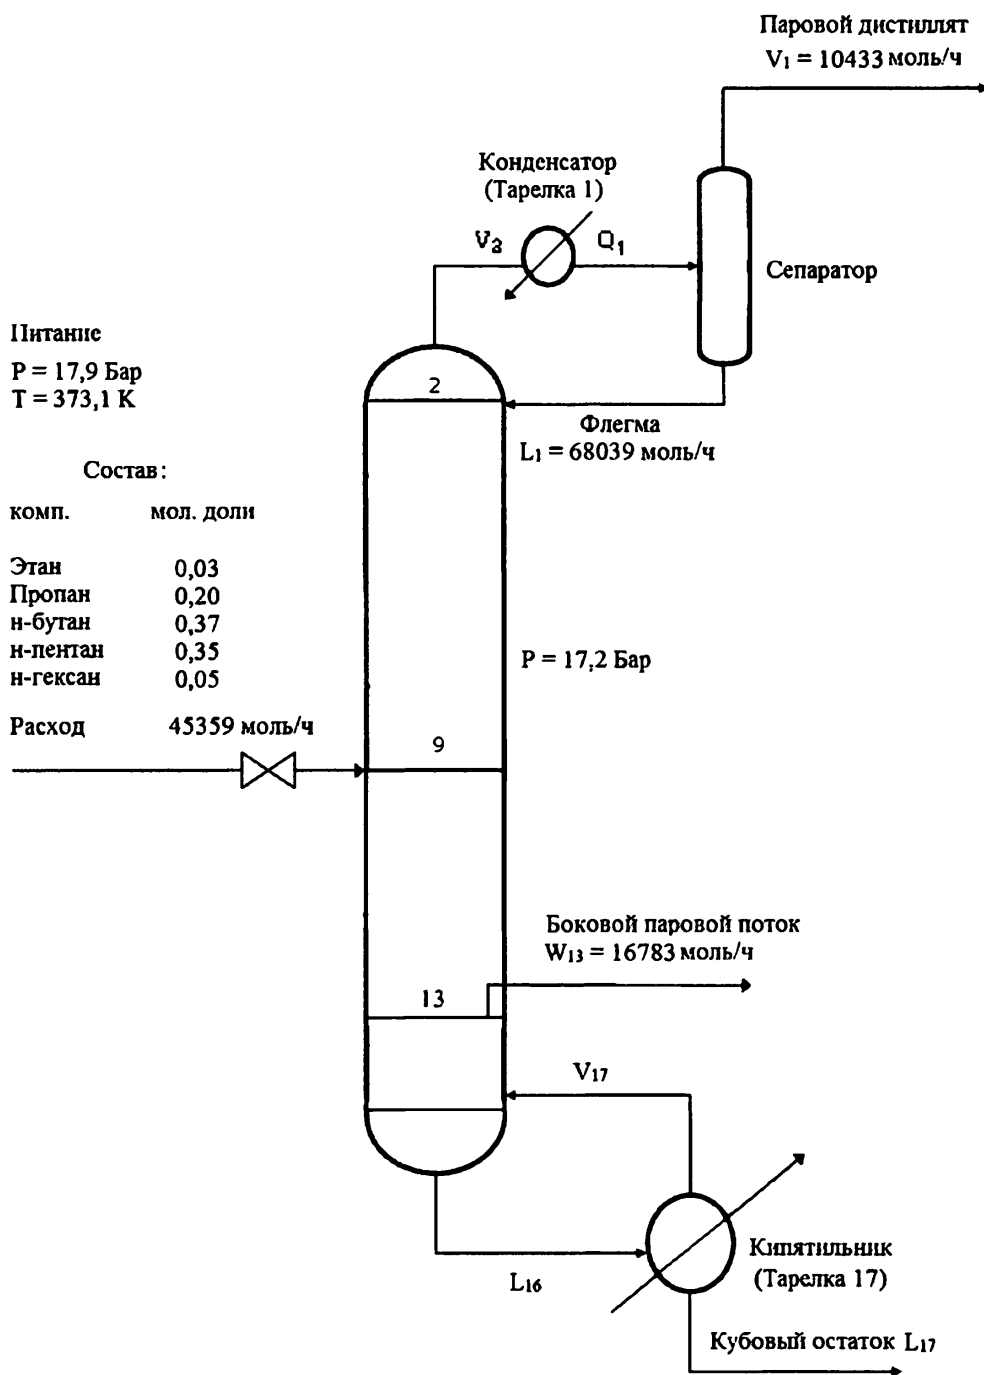 Паровой дистиллят
V₁ = 10433 моль/ч
Конденсатор
(Тарелка 1)
V₂ Q₁
Сепаратор
Питание
P = 17,9 Бар
T = 373,1 K
2
Флегма
L₁ = 68039 моль/ч
Состав:
комп. мол. доли
Этан 0,03
Пропан 0,20
н-бутан 0,37
н-пентан 0,35
н-гексан 0,05
P = 17,2 Бар
Расход 45359 моль/ч
9
Боковой паровой поток
W₁₃ = 16783 моль/ч
13
V₁₇
Кипятильник
(Тарелка 17)
L₁₆
Кубовый остаток L₁₇